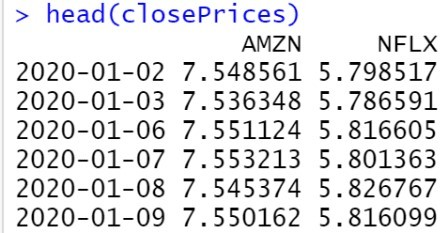 > head(closePrices)
AMZN NFLX
2020-01-02 7.548561 5.798517
2020-01-03 7.536348 5.786591
2020-01-06 7.551124 5.816605
2020-01-07 7.553213 5.801363
2020-01-08 7.545374 5.826767
2020-01-09 7.550162 5.816099